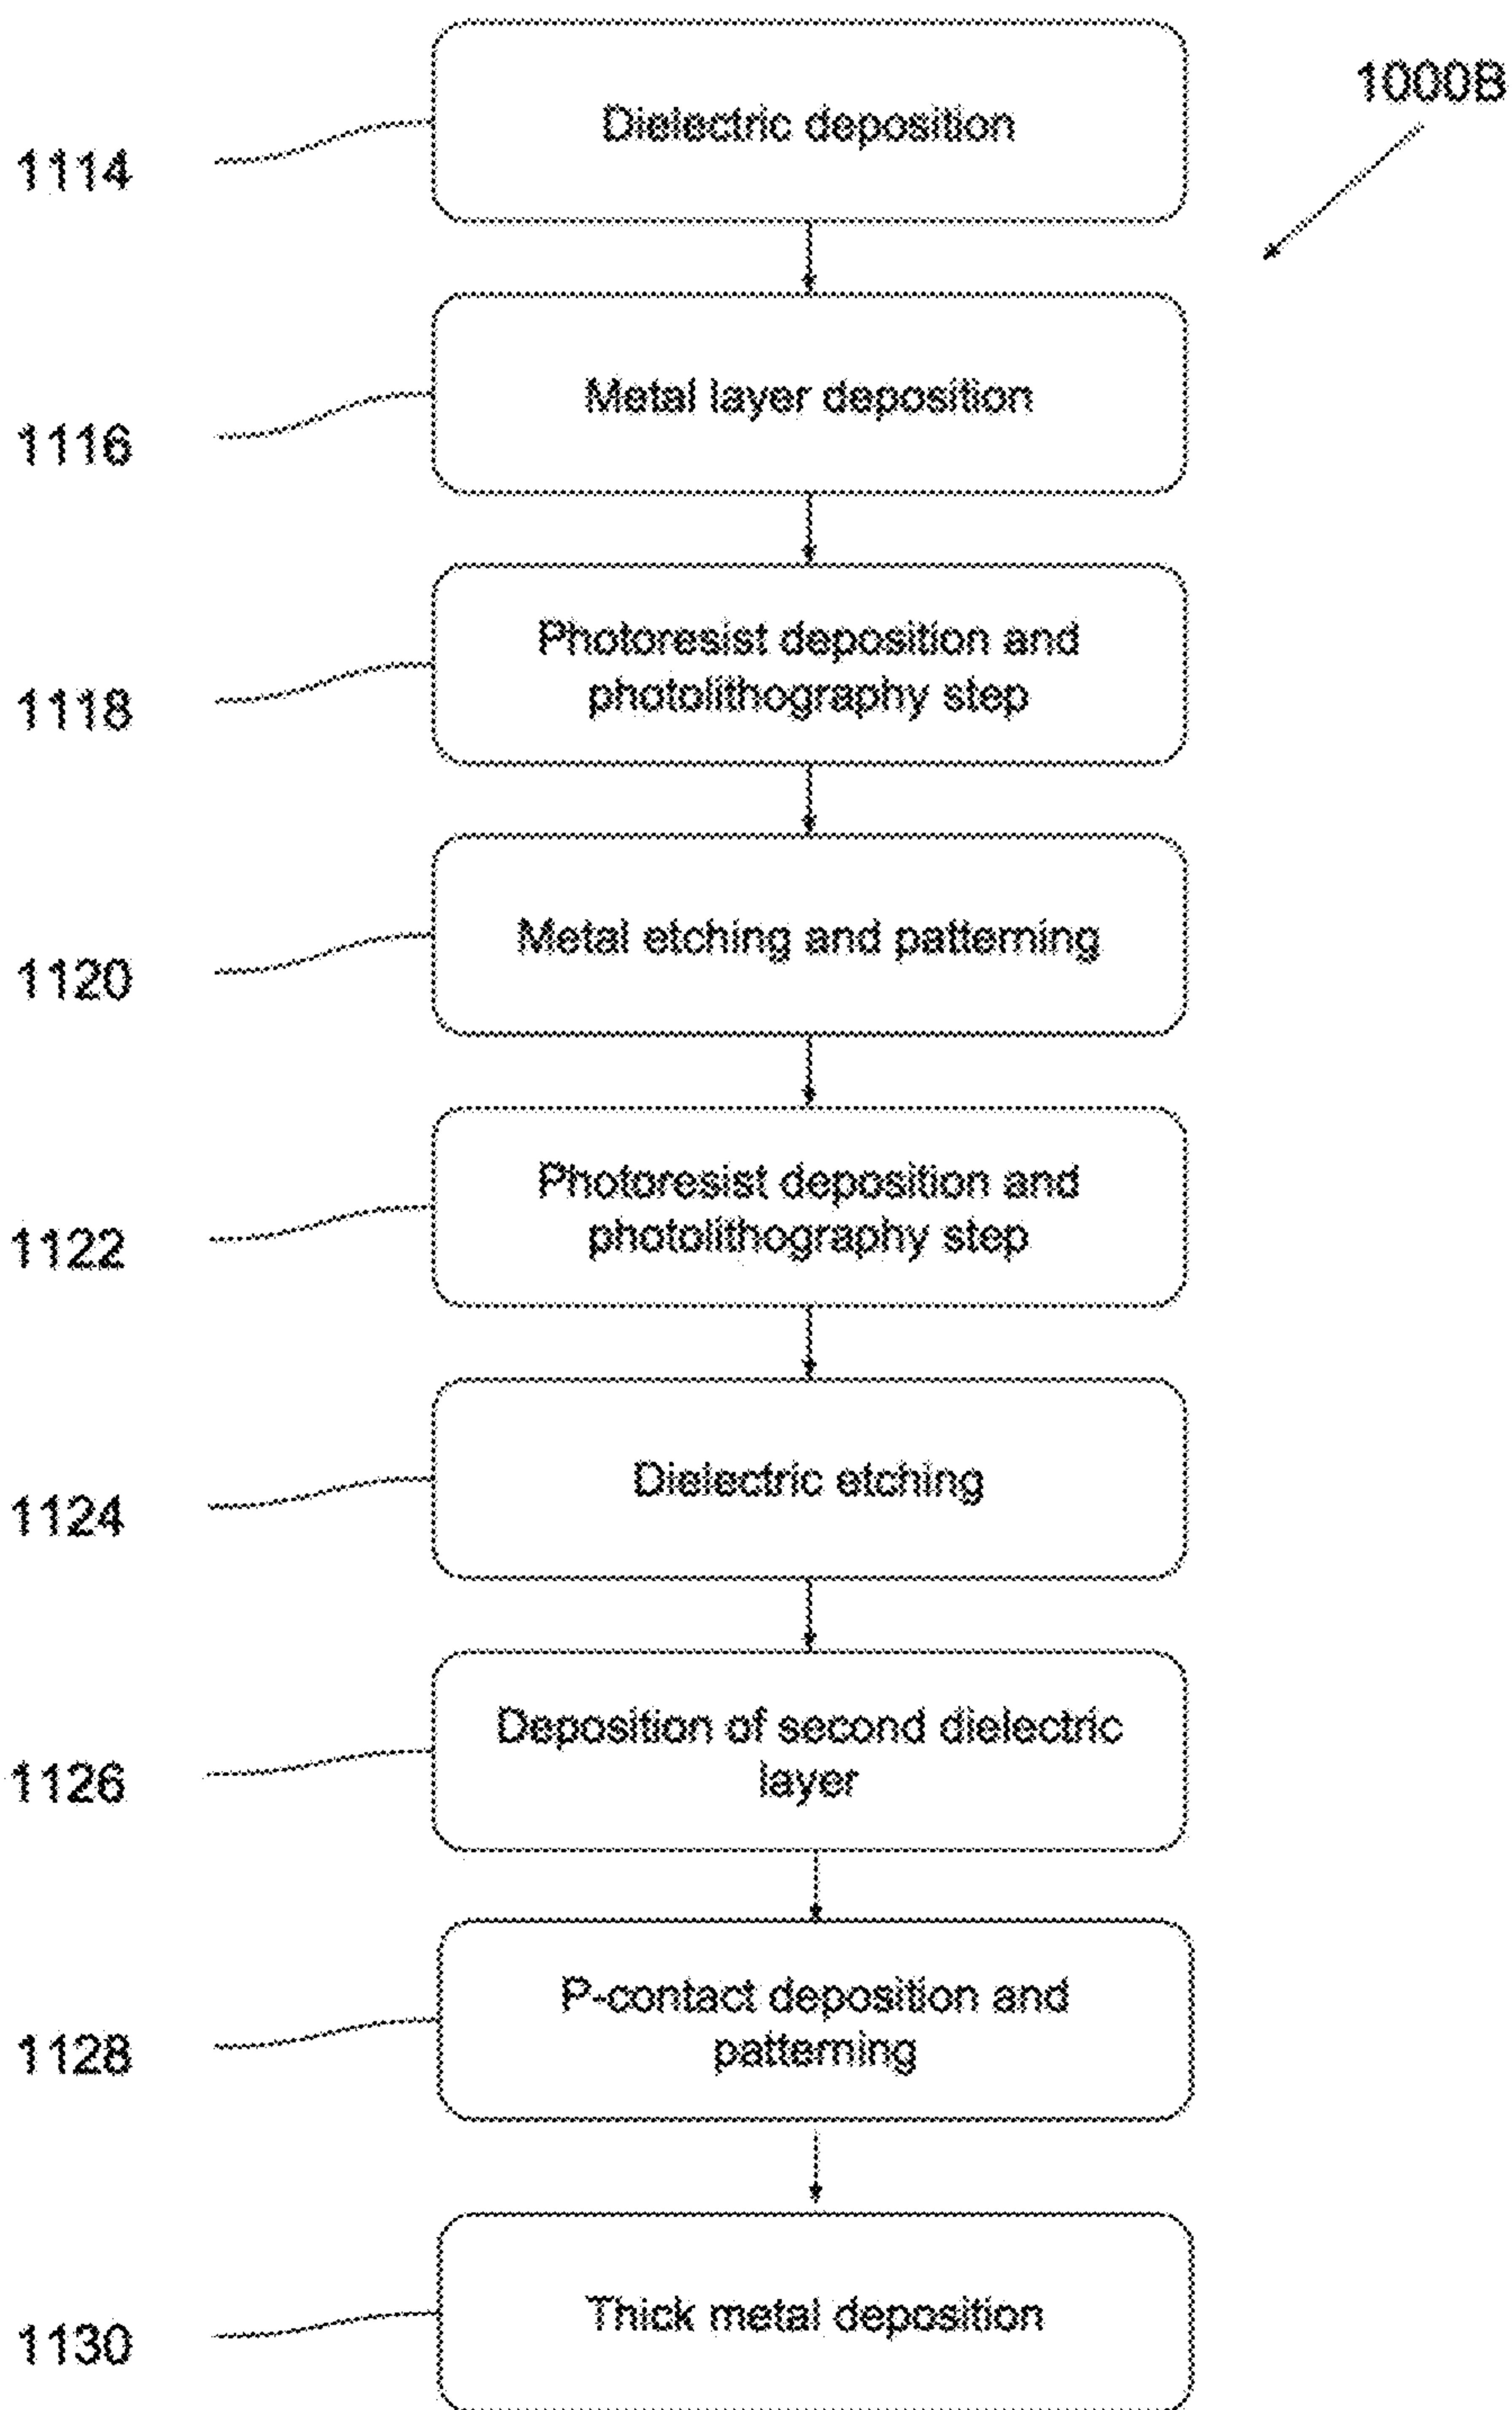 1000B
Dielectric deposition
1114
Metal layer deposition
1116
Photoresist deposition and
photolithography step
1118
Metal etching and patterning
1120
Photoresist deposition and
photolithography step
1122
Dielectric etching
1124
Deposition of second dielectric
layer
1126
P-contact deposition and
patterning
1128
Thick metal deposition
1130